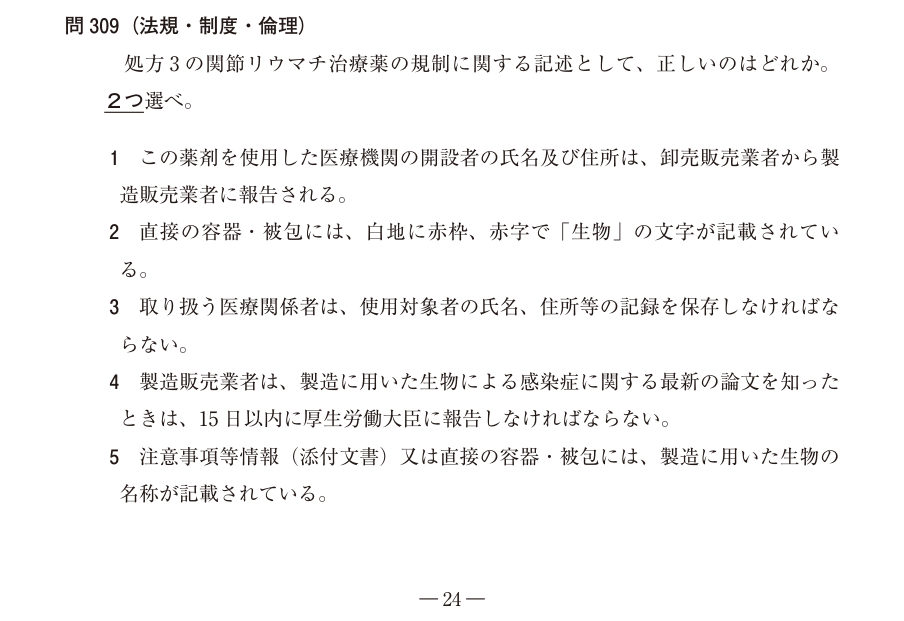 問 309（法規・制度・倫理）
処方 3 の関節リウマチ治療薬の規制に関する記述として、正しいのはどれか。
２つ選べ。
1　この薬剤を使用した医療機関の開設者の氏名及び住所は、卸売販売業者から製
造販売業者に報告される。
2　直接の容器・被包には、白地に赤枠、赤字で「生物」の文字が記載されてい
る。
3　取り扱う医療関係者は、使用対象者の氏名、住所等の記録を保存しなければな
らない。
4　製造販売業者は、製造に用いた生物による感染症に関する最新の論文を知った
ときは、15 日以内に厚生労働大臣に報告しなければならない。
5　注意事項等情報（添付文書）又は直接の容器・被包には、製造に用いた生物の
名称が記載されている。
― 24 ―